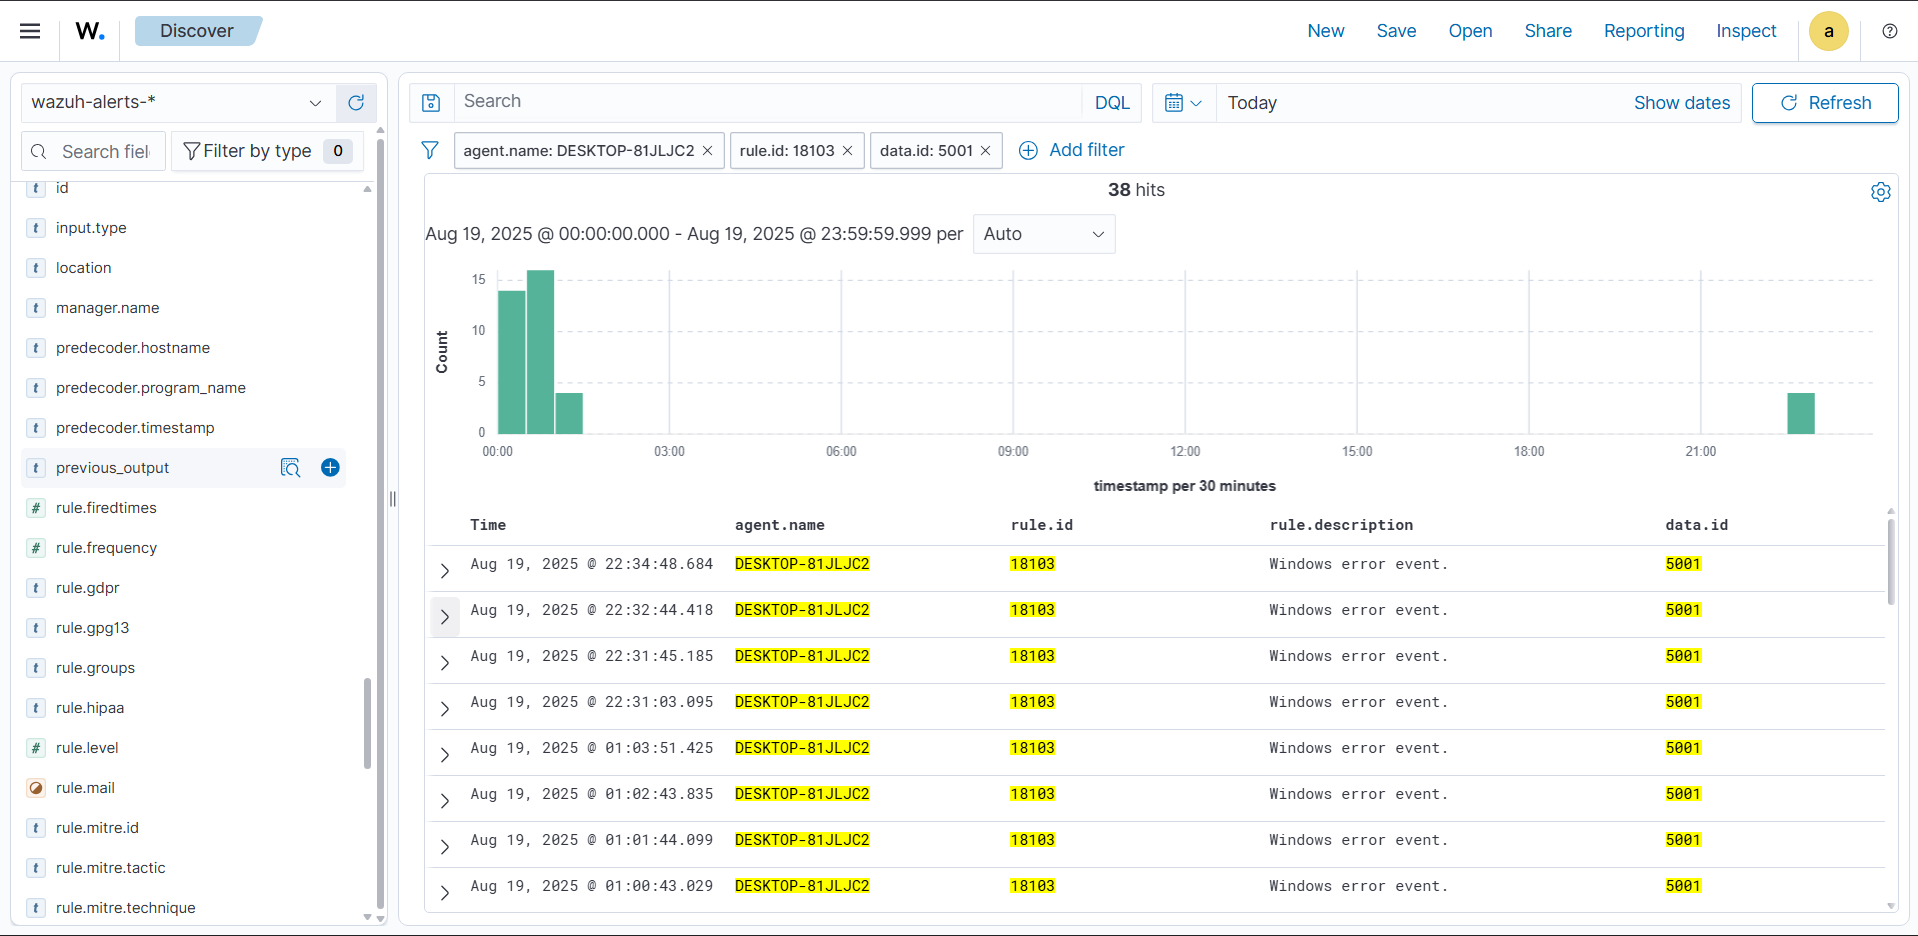 W. Discover New Save Open Share Reporting Inspect a
wazuh-alerts-*
Search DQL Today Show dates Refresh
Search fiel Filter by type 0
agent.name: DESKTOP-81JLJC2 rule.id: 18103 data.id: 5001 Add filter
id
input.type
location
manager.name
predecoder.hostname
predecoder.program_name
predecoder.timestamp
previous_output
rule.firedtimes
rule.frequency
rule.gdpr
rule.gpg13
rule.groups
rule.hipaa
rule.level
rule.mail
rule.mitre.id
rule.mitre.tactic
rule.mitre.technique
38 hits
Aug 19, 2025 @ 00:00:00.000 - Aug 19, 2025 @ 23:59:59.999 per Auto
Count
15
10
5
0
00:00 03:00 06:00 09:00 12:00 15:00 18:00 21:00
timestamp per 30 minutes
Time agent.name rule.id rule.description data.id
Aug 19, 2025 @ 22:34:48.684 DESKTOP-81JLJC2 18103 Windows error event. 5001
Aug 19, 2025 @ 22:32:44.418 DESKTOP-81JLJC2 18103 Windows error event. 5001
Aug 19, 2025 @ 22:31:45.185 DESKTOP-81JLJC2 18103 Windows error event. 5001
Aug 19, 2025 @ 22:31:03.095 DESKTOP-81JLJC2 18103 Windows error event. 5001
Aug 19, 2025 @ 01:03:51.425 DESKTOP-81JLJC2 18103 Windows error event. 5001
Aug 19, 2025 @ 01:02:43.835 DESKTOP-81JLJC2 18103 Windows error event. 5001
Aug 19, 2025 @ 01:01:44.099 DESKTOP-81JLJC2 18103 Windows error event. 5001
Aug 19, 2025 @ 01:00:43.029 DESKTOP-81JLJC2 18103 Windows error event. 5001